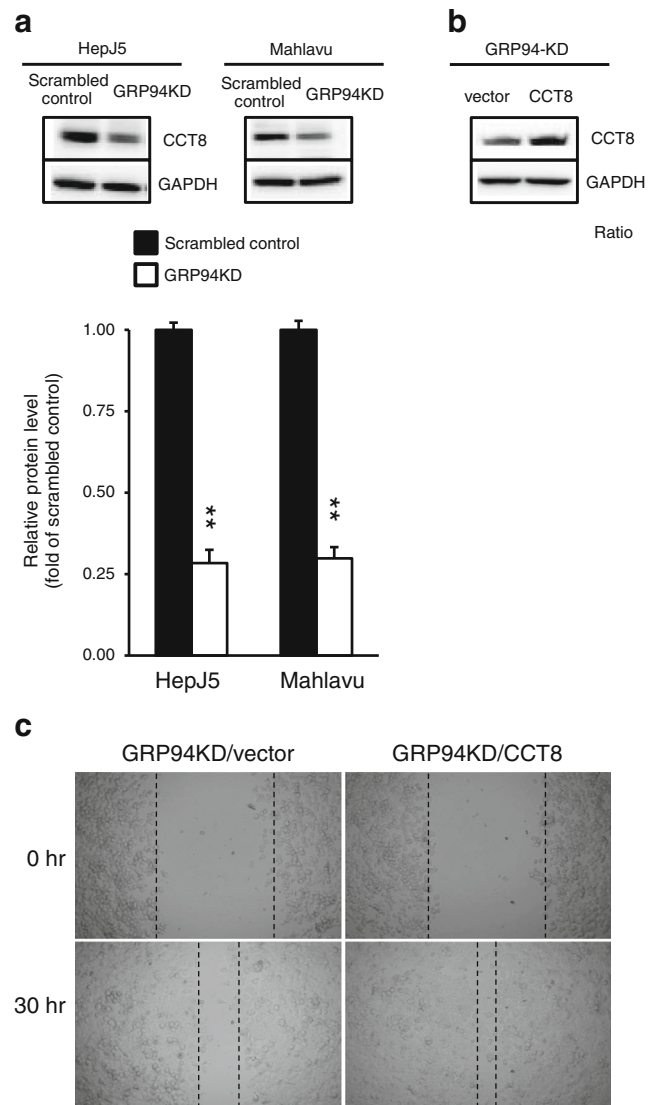 a
HepJ5
Mahlavu
Scrambled control
GRP94KD
Scrambled control
GRP94KD
CCT8
GAPDH
CCT8
GAPDH
b
GRP94-KD
vector CCT8
CCT8
GAPDH
Ratio
Scrambled control
GRP94KD
Relative protein level
(fold of scrambled control)
1.00
0.75
0.50
0.25
0.00
**
**
HepJ5
Mahlavu
c
GRP94KD/vector
GRP94KD/CCT8
0 hr
30 hr